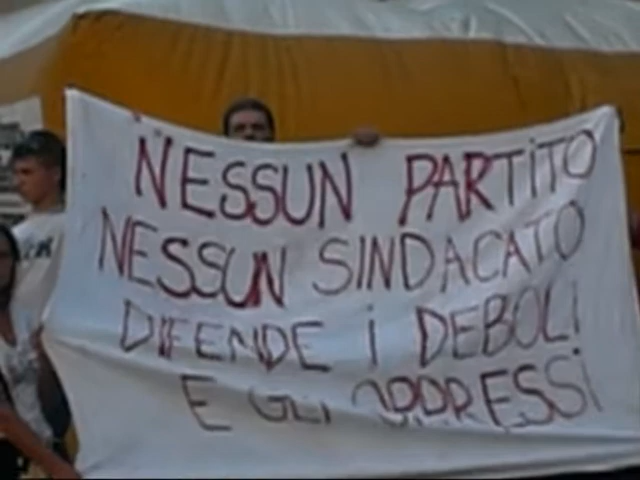 NESSUN PARTiTO
NESSUN SINDACATO
DIFENDE i DEBOLI
E GLI OPPRESSi